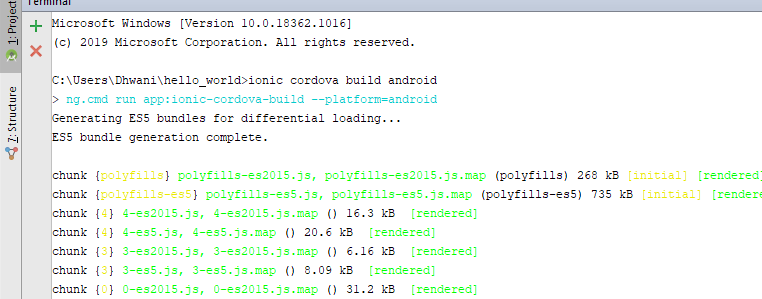 Terminal
1: Project
7: Structure
Microsoft Windows [Version 10.0.18362.1016]
(c) 2019 Microsoft Corporation. All rights reserved.
C:\Users\Dhwani\hello_world>ionic cordova build android
> ng.cmd run app:ionic-cordova-build --platform=android
Generating ES5 bundles for differential loading...
ES5 bundle generation complete.
chunk {polyfills} polyfills-es2015.js, polyfills-es2015.js.map (polyfills) 268 kB [initial] [rendered]
chunk {polyfills-es5} polyfills-es5.js, polyfills-es5.js.map (polyfills-es5) 735 kB [initial] [rendere
chunk {4} 4-es2015.js, 4-es2015.js.map () 16.3 kB  [rendered]
chunk {4} 4-es5.js, 4-es5.js.map () 20.6 kB  [rendered]
chunk {3} 3-es2015.js, 3-es2015.js.map () 6.16 kB  [rendered]
chunk {3} 3-es5.js, 3-es5.js.map () 8.09 kB  [rendered]
chunk {0} 0-es2015.js, 0-es2015.js.map () 31.2 kB  [rendered]